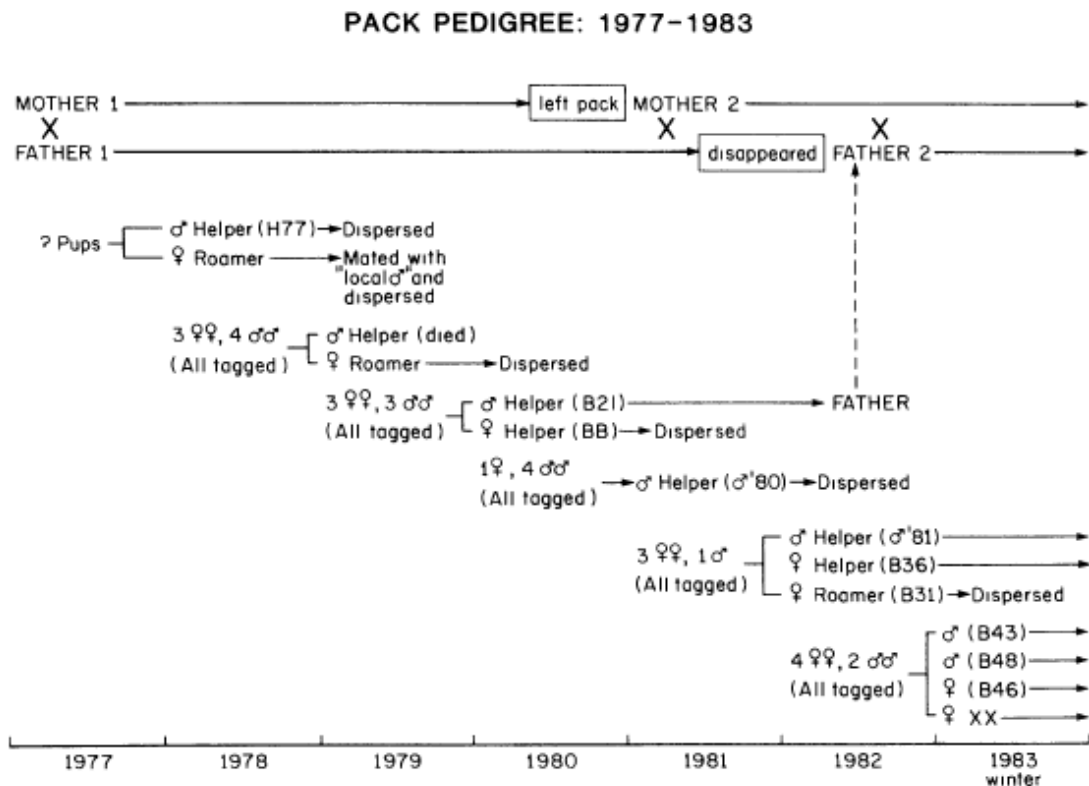 PACK PEDIGREE: 1977-1983
MOTHER 1 left pack MOTHER 2
X X X
FATHER 1 disappeared FATHER 2
? Pups
♂ Helper (H77) Dispersed
♀ Roamer Mated with
"local♂" and
dispersed
3 ♀♀, 4 ♂♂
(All tagged)
♂ Helper (died)
♀ Roamer Dispersed
3 ♀♀, 3 ♂♂
(All tagged)
♂ Helper (B21) FATHER
♀ Helper (BB) Dispersed
1♀, 4 ♂♂
(All tagged)
♂ Helper (♂'80) Dispersed
3 ♀♀, 1♂
(All tagged)
♂ Helper (♂'81)
♀ Helper (B36)
♀ Roamer (B31) Dispersed
4 ♀♀, 2 ♂♂
(All tagged)
♂ (B43)
♂ (B48)
♀ (B46)
♀ XX
1977 1978 1979 1980 1981 1982 1983
winter